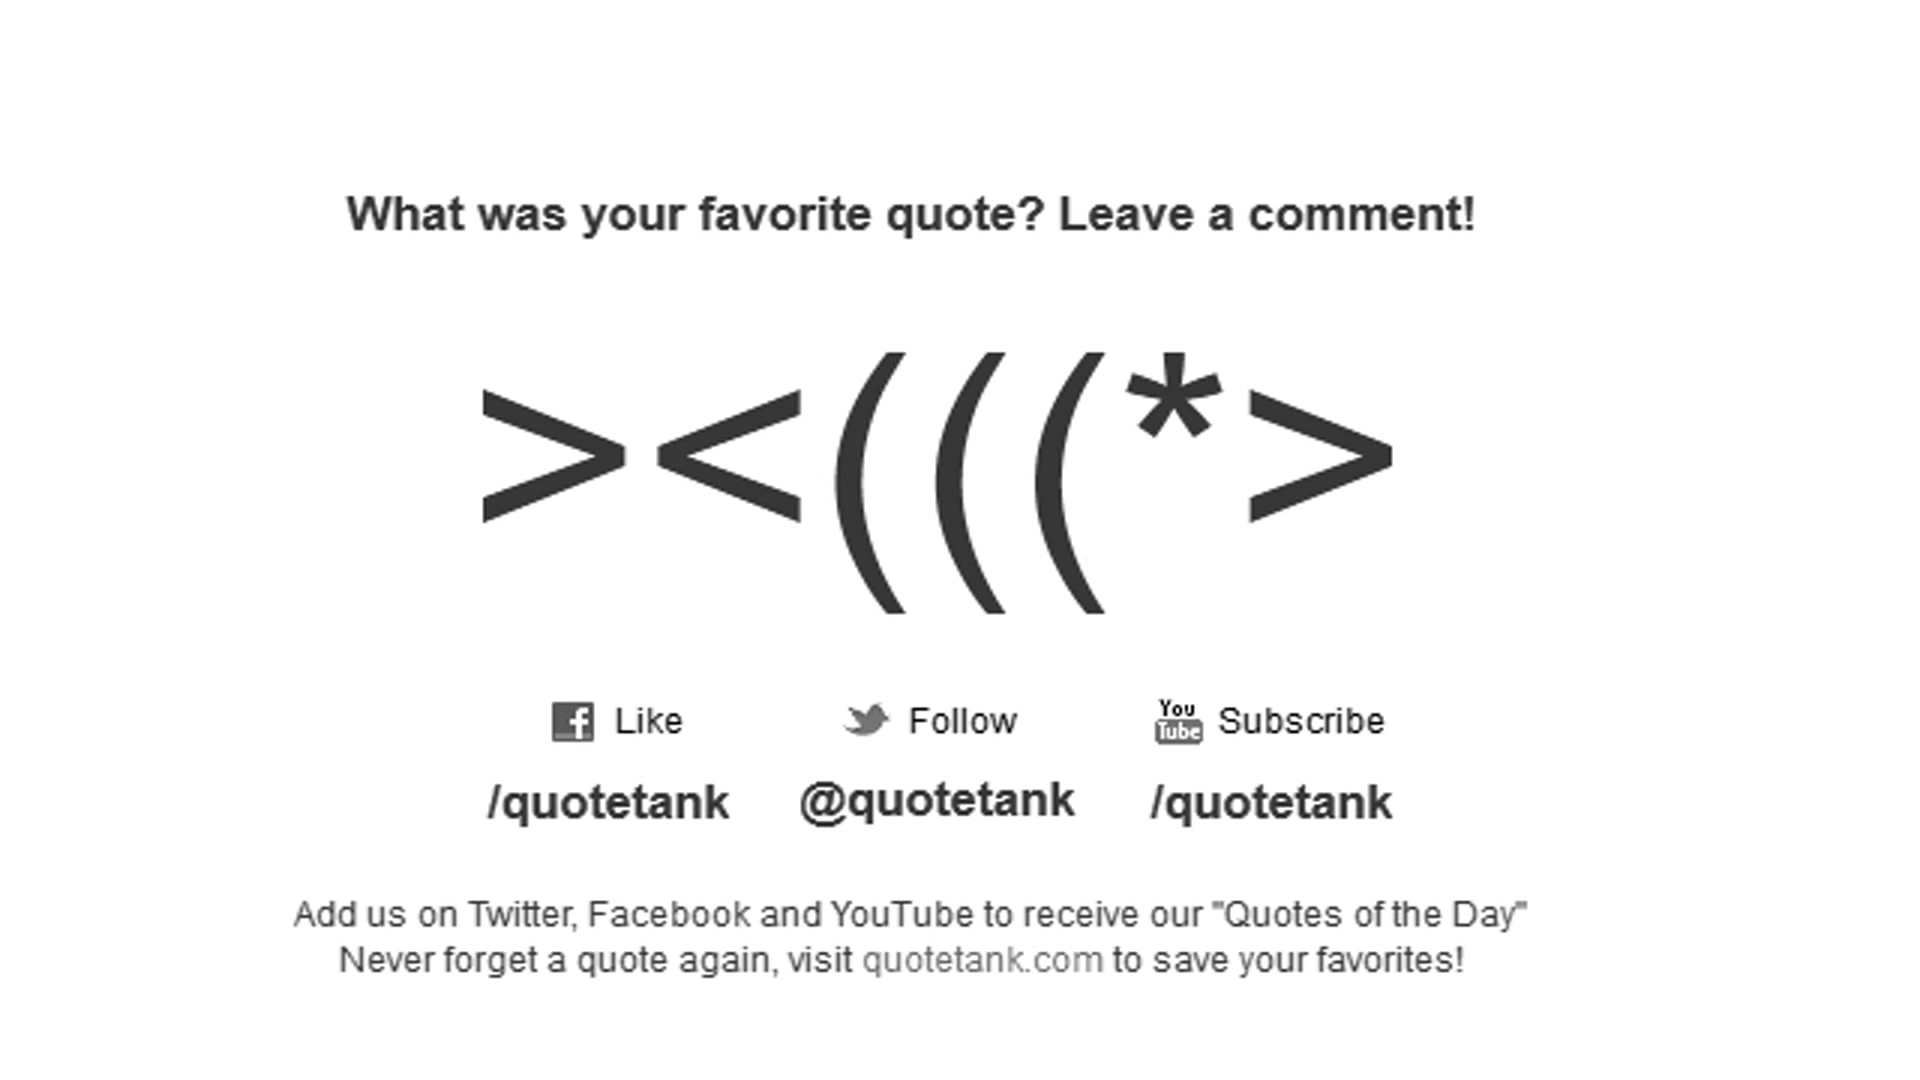 What was your favorite quote? Leave a comment!
><(((*>
f Like Follow You Tube Subscribe
/quotetank @quotetank /quotetank
Add us on Twitter, Facebook and YouTube to receive our "Quotes of the Day"
Never forget a quote again, visit quotetank.com to save your favorites!